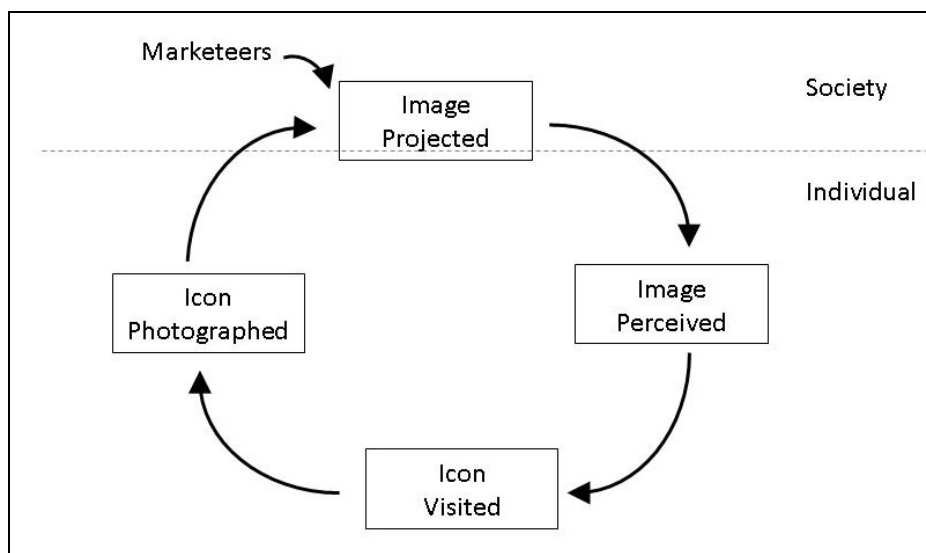 Marketeers
Image
Projected
Society
Individual
Image
Perceived
Icon
Photographed
Icon
Visited